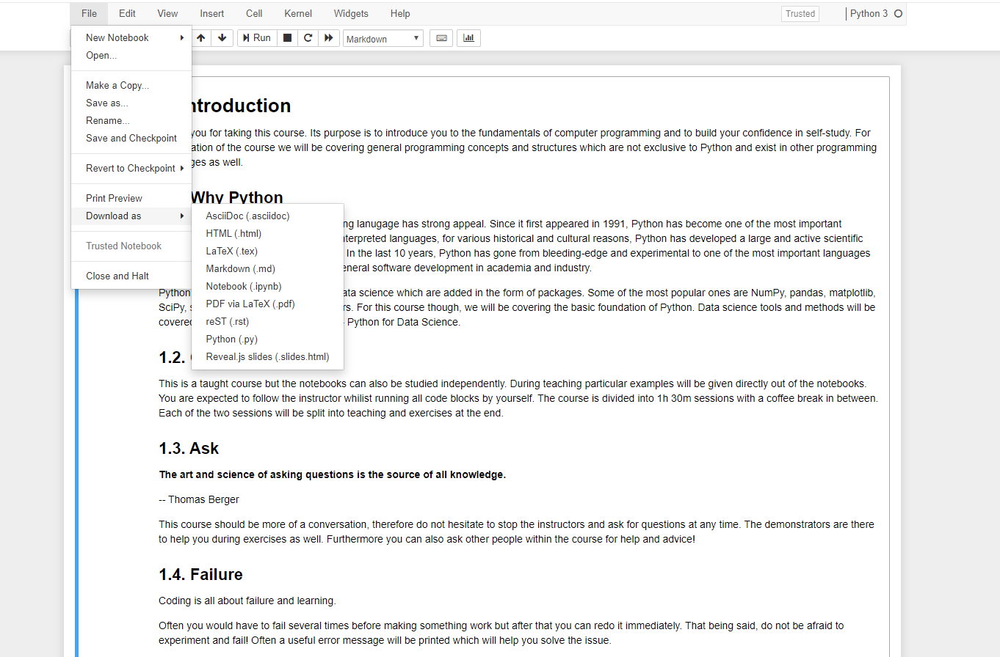 File Edit View Insert Cell Kernel Widgets Help Trusted Python 3
Run Markdown
New Notebook
Open...
Make a Copy...
Save as...
Rename...
Save and Checkpoint
Revert to Checkpoint
Print Preview
Download as
Trusted Notebook
Close and Halt
AsciiDoc (.asciidoc)
HTML (.html)
LaTeX (.tex)
Markdown (.md)
Notebook (.ipynb)
PDF via LaTeX (.pdf)
reST (.rst)
Python (.py)
Reveal.js slides (.slides.html)
ntroduction
you for taking this course. Its purpose is to introduce you to the fundamentals of computer programming and to build your confidence in self-study. For
ation of the course we will be covering general programming concepts and structures which are not exclusive to Python and exist in other programming
ges as well.
Why Python
ng lanugage has strong appeal. Since it first appeared in 1991, Python has become one of the most important
nterpreted languages, for various historical and cultural reasons, Python has developed a large and active scientific
In the last 10 years, Python has gone from bleeding-edge and experimental to one of the most important languages
eneral software development in academia and industry.
Python ata science which are added in the form of packages. Some of the most popular ones are NumPy, pandas, matplotlib,
SciPy, rs. For this course though, we will be covering the basic foundation of Python. Data science tools and methods will be
covered - Python for Data Science.
1.2.
This is a taught course but the notebooks can also be studied independently. During teaching particular examples will be given directly out of the notebooks.
You are expected to follow the instructor whilst running all code blocks by yourself. The course is divided into 1h 30m sessions with a coffee break in between.
Each of the two sessions will be split into teaching and exercises at the end.
1.3. Ask
The art and science of asking questions is the source of all knowledge.
-- Thomas Berger
This course should be more of a conversation, therefore do not hesitate to stop the instructors and ask for questions at any time. The demonstrators are there
to help you during exercises as well. Furthermore you can also ask other people within the course for help and advice!
1.4. Failure
Coding is all about failure and learning.
Often you would have to fail several times before making something work but after that you can redo it immediately. That being said, do not be afraid to
experiment and fail! Often a useful error message will be printed which will help you solve the issue.